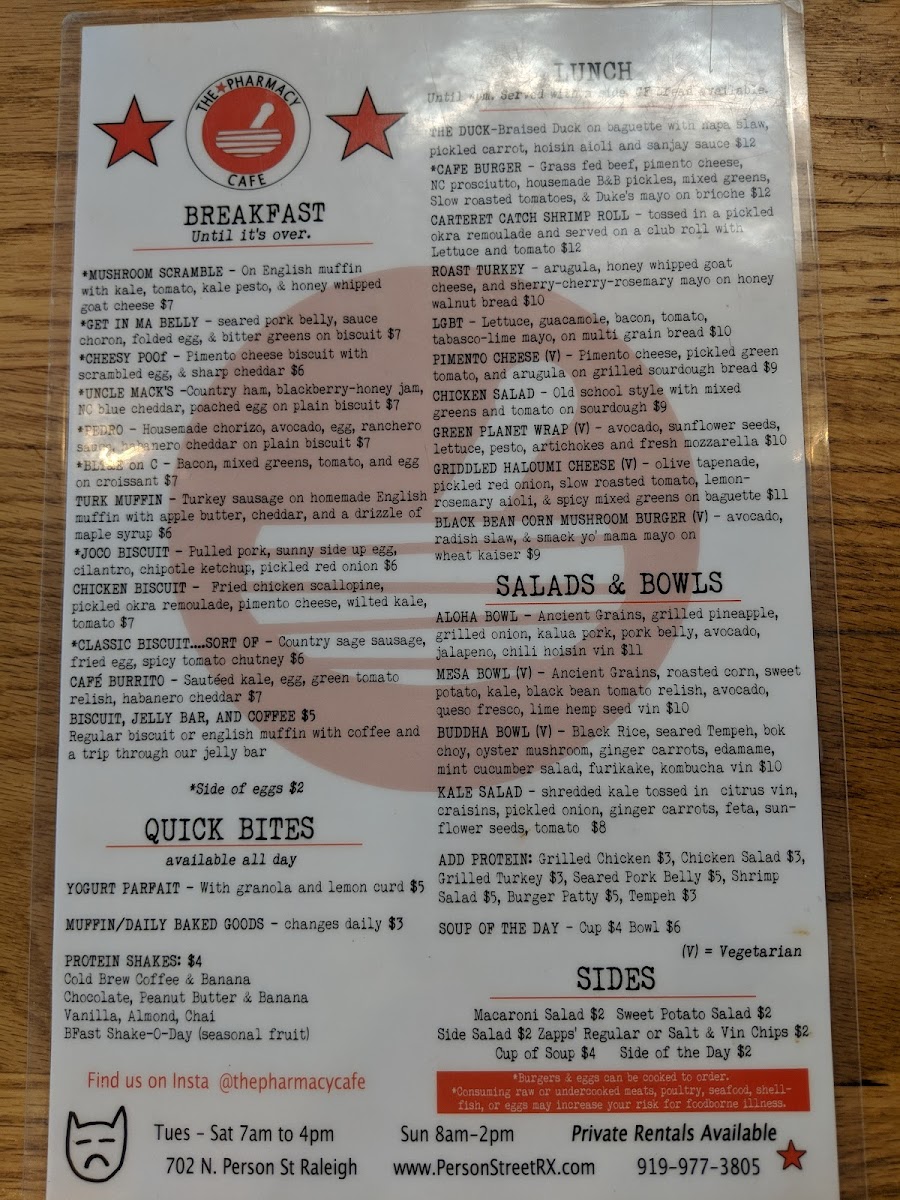 THE★PHARMACY
CAFE
BREAKFAST
Until it's over.
*MUSHROOM SCRAMBLE - On English muffin
with kale, tomato, kale pesto, & honey whipped
goat cheese $7
*GET IN MA BELLY - seared pork belly, sauce
choron, folded egg, & bitter greens on biscuit $7
*CHEESY POOf - Pimento cheese biscuit with
scrambled egg, & sharp cheddar $6
*UNCLE MACK'S -Country ham, blackberry-honey jam,
NC blue cheddar, poached egg on plain biscuit $7
*PEDRO - Housemade chorizo, avocado, egg, ranchero
sauce, habanero cheddar on plain biscuit $7
on C - Bacon, mixed greens, tomato, and egg
on croissant $7
TURK MUFFIN - Turkey sausage on homemade English
muffin with apple butter, cheddar, and a drizzle of
maple syrup $6
*JOCO BISCUIT - Pulled pork, sunny side up egg,
cilantro, chipotle ketchup, pickled red onion $6
CHICKEN BISCUIT - Fried chicken scallopine,
pickled okra remoulade, pimento cheese, wilted kale,
tomato $7
*CLASSIC BISCUIT....SORT OF - Country sage sausage,
fried egg, spicy tomato chutney $6
CAFÉ BURRITO - Sautéed kale, egg, green tomato
relish, habanero cheddar $7
BISCUIT, JELLY BAR, AND COFFEE $5
Regular biscuit or english muffin with coffee and
a trip through our jelly bar
*Side of eggs $2
QUICK BITES
available all day
YOGURT PARFAIT - With granola and lemon curd $5
MUFFIN/DAILY BAKED GOODS - changes daily $3
PROTEIN SHAKES: $4
Cold Brew Coffee & Banana
Chocolate, Peanut Butter & Banana
Vanilla, Almond, Chai
BFast Shake-O-Day (seasonal fruit)
LUNCH
Until 4pm. Served with a side. GF bread available.
THE DUCK-Braised Duck on baguette with napa slaw,
pickled carrot, hoisin aioli and sanjay sauce $12
*CAFE BURGER - Grass fed beef, pimento cheese,
NC prosciutto, housemade B&B pickles, mixed greens,
Slow roasted tomatoes, & Duke's mayo on brioche $12
CARTERET CATCH SHRIMP ROLL - tossed in a pickled
okra remoulade and served on a club roll with
Lettuce and tomato $12
ROAST TURKEY - arugula, honey whipped goat
cheese, and sherry-cherry-rosemary mayo on honey
walnut bread $10
LGBT - Lettuce, guacamole, bacon, tomato,
tabasco-lime mayo, on multi grain bread $10
PIMENTO CHEESE (V) - Pimento cheese, pickled green
tomato, and arugula on grilled sourdough bread $9
CHICKEN SALAD - Old school style with mixed
greens and tomato on sourdough $9
GREEN PLANET WRAP (V) - avocado, sunflower seeds,
lettuce, pesto, artichokes and fresh mozzarella $10
GRIDDLED HALOUMI CHEESE (V) - olive tapenade,
pickled red onion, slow roasted tomato, lemon-
rosemary aioli, & spicy mixed greens on baguette $11
BLACK BEAN CORN MUSHROOM BURGER (V) - avocado,
radish slaw, & smack yo' mama mayo on
wheat kaiser $9
SALADS & BOWLS
ALOHA BOWL - Ancient Grains, grilled pineapple,
grilled onion, kalua pork, pork belly, avocado,
jalapeno, chili hoisin vin $11
MESA BOWL (V) - Ancient Grains, roasted corn, sweet
potato, kale, black bean tomato relish, avocado,
queso fresco, lime hemp seed vin $10
BUDDHA BOWL (V) - Black Rice, seared Tempeh, bok
choy, oyster mushroom, ginger carrots, edamame,
mint cucumber salad, furikake, kombucha vin $10
KALE SALAD - shredded kale tossed in citrus vin,
craisins, pickled onion, ginger carrots, feta, sun-
flower seeds, tomato $8
ADD PROTEIN: Grilled Chicken $3, Chicken Salad $3,
Grilled Turkey $3, Seared Pork Belly $5, Shrimp
Salad $5, Burger Patty $5, Tempeh $3
SOUP OF THE DAY - Cup $4 Bowl $6
(V) = Vegetarian
SIDES
Macaroni Salad $2 Sweet Potato Salad $2
Side Salad $2 Zapps' Regular or Salt & Vin Chips $2
Cup of Soup $4 Side of the Day $2
*Burgers & eggs can be cooked to order.
*Consuming raw or undercooked meats, poultry, seafood, shell-
fish, or eggs may increase your risk for foodborne illness.
Find us on Insta @thepharmacycafe
Tues - Sat 7am to 4pm Sun 8am-2pm Private Rentals Available
702 N. Person St Raleigh www.PersonStreetRX.com 919-977-3805